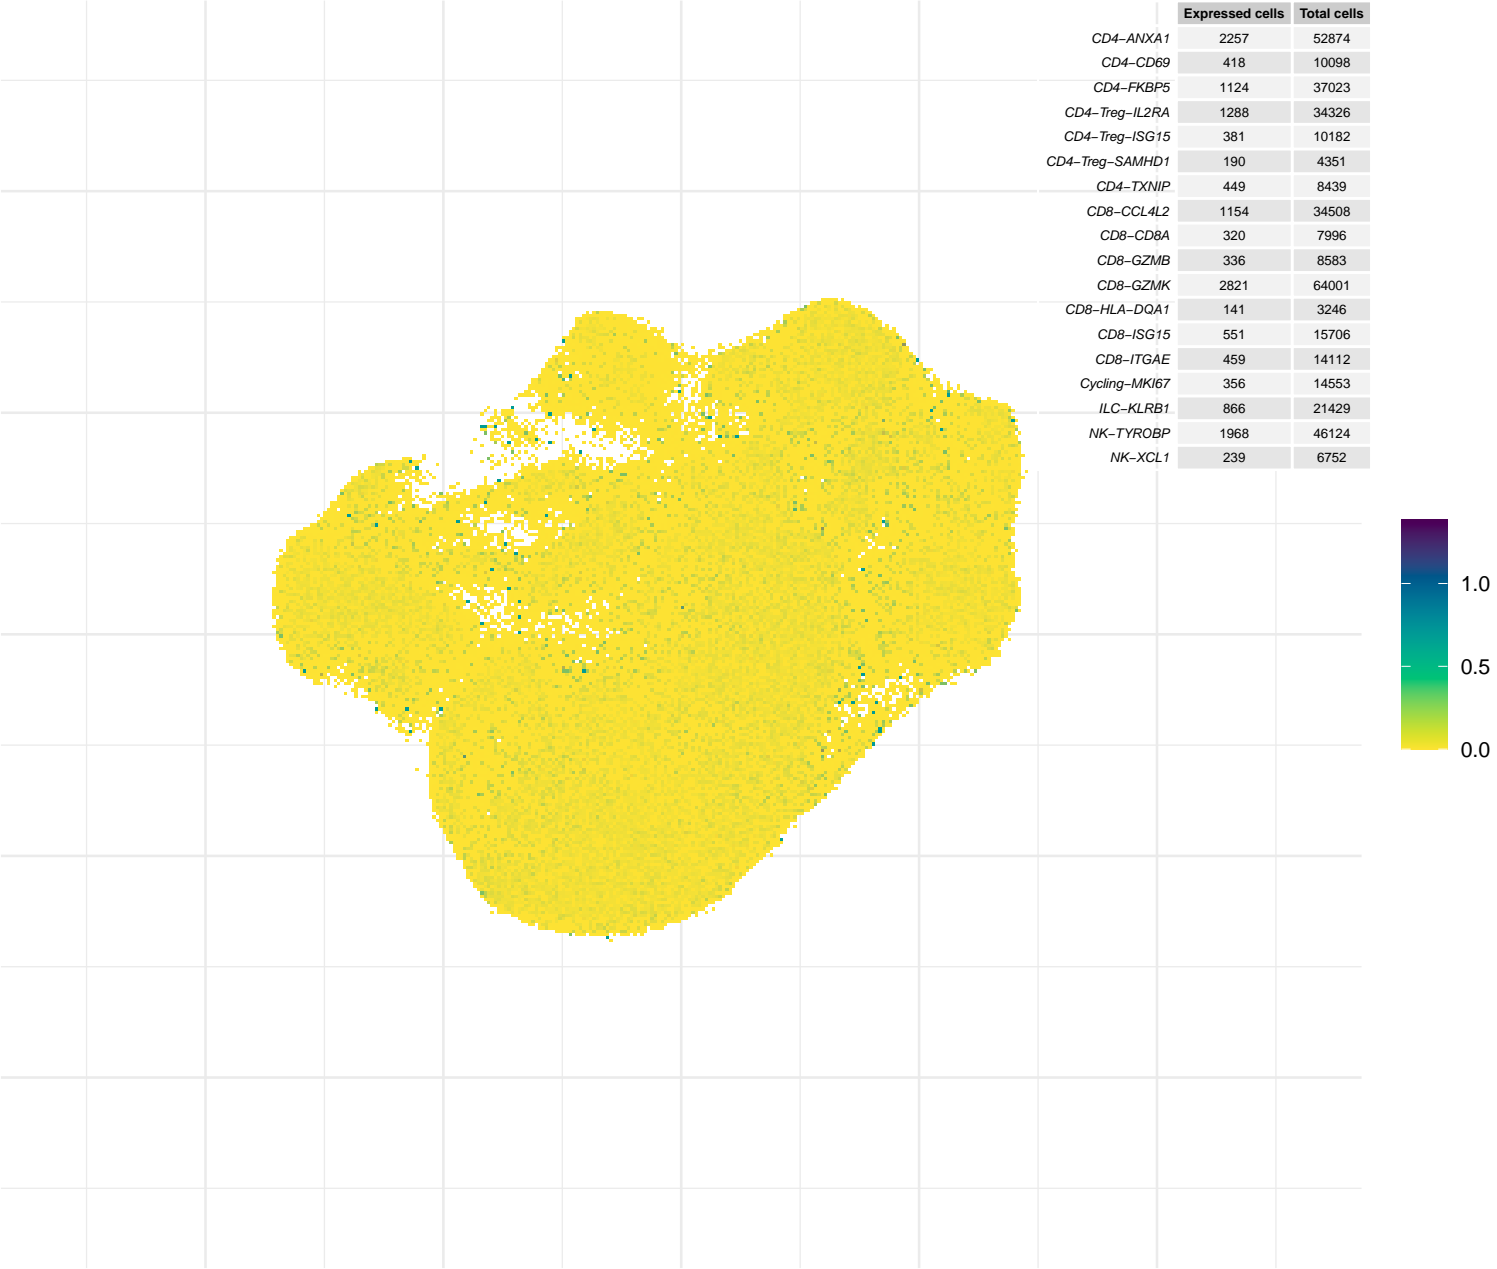 Expressed cells Total cells
CD4−ANXA1 2257 52874
CD4−CD69 418 10098
CD4−FKBP5 1124 37023
CD4−Treg−IL2RA 1288 34326
CD4−Treg−ISG15 381 10182
CD4−Treg−SAMHD1 190 4351
CD4−TXNIP 449 8439
CD8−CCL4L2 1154 34508
CD8−CD8A 320 7996
CD8−GZMB 336 8583
CD8−GZMK 2821 64001
CD8−HLA−DQA1 141 3246
CD8−ISG15 551 15706
CD8−ITGAE 459 14112
Cycling−MKI67 356 14553
ILC−KLRB1 866 21429
NK−TYROBP 1968 46124
NK−XCL1 239 6752
1.0
0.5
0.0